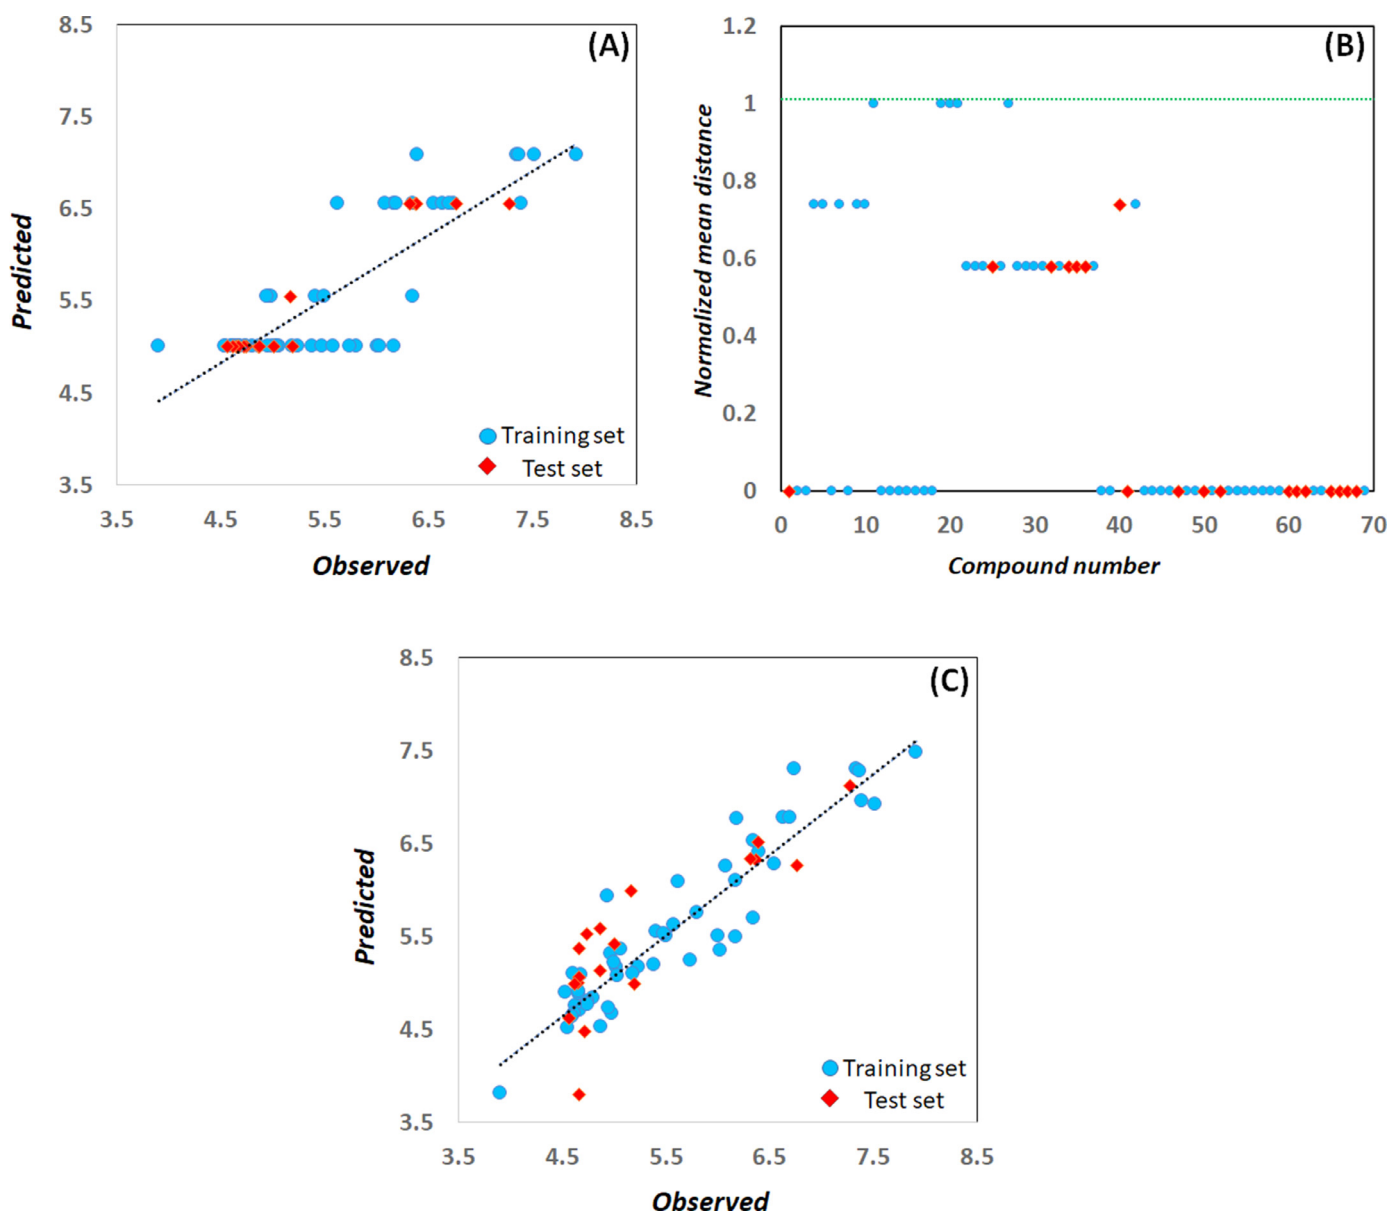 (A)
8.5
7.5
6.5
5.5
4.5
3.5
Predicted
Training set
Test set
3.5 4.5 5.5 6.5 7.5 8.5
Observed
(B)
1.2
1
0.8
0.6
0.4
0.2
0
Normalized mean distance
0 10 20 30 40 50 60 70
Compound number
(C)
8.5
7.5
6.5
5.5
4.5
3.5
Predicted
Training set
Test set
3.5 4.5 5.5 6.5 7.5 8.5
Observed